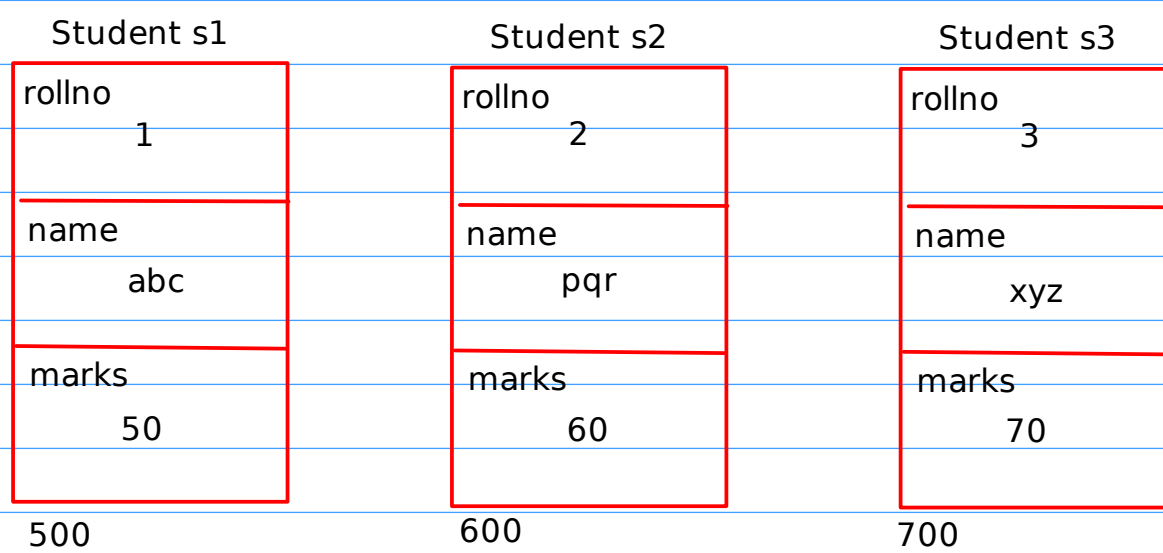 Student s1
rollno
1
name
abc
marks
50
500
Student s2
rollno
2
name
pqr
marks
60
600
Student s3
rollno
3
name
xyz
marks
70
700